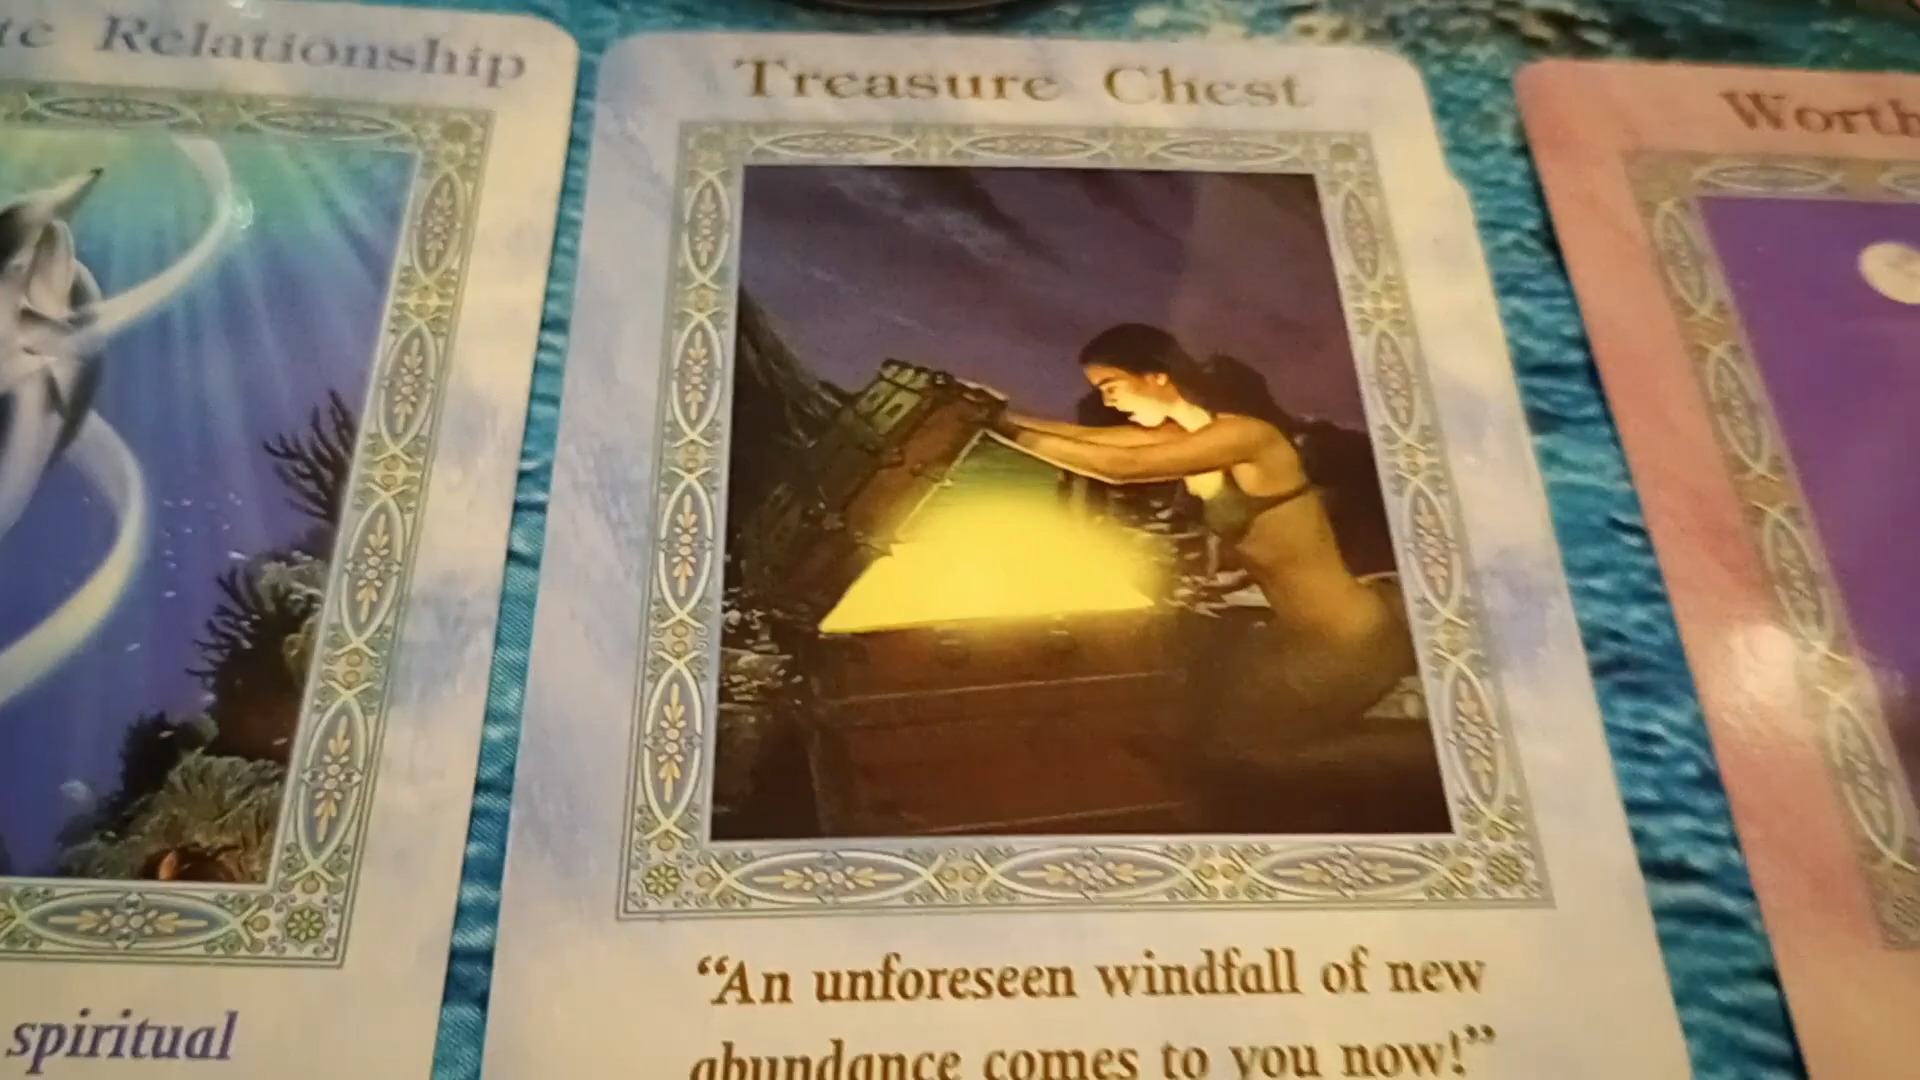 Relationship
Treasure Chest
Worth
"An unforeseen windfall of new
abundance comes to you now!"
spiritual